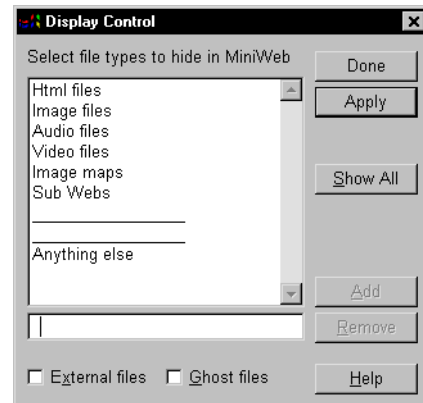 Display Control
Select file types to hide in MiniWeb
Done
Apply
Html files
Image files
Audio files
Video files
Image maps
Sub Webs
Anything else
Show All
Add
Remove
External files
Ghost files
Help